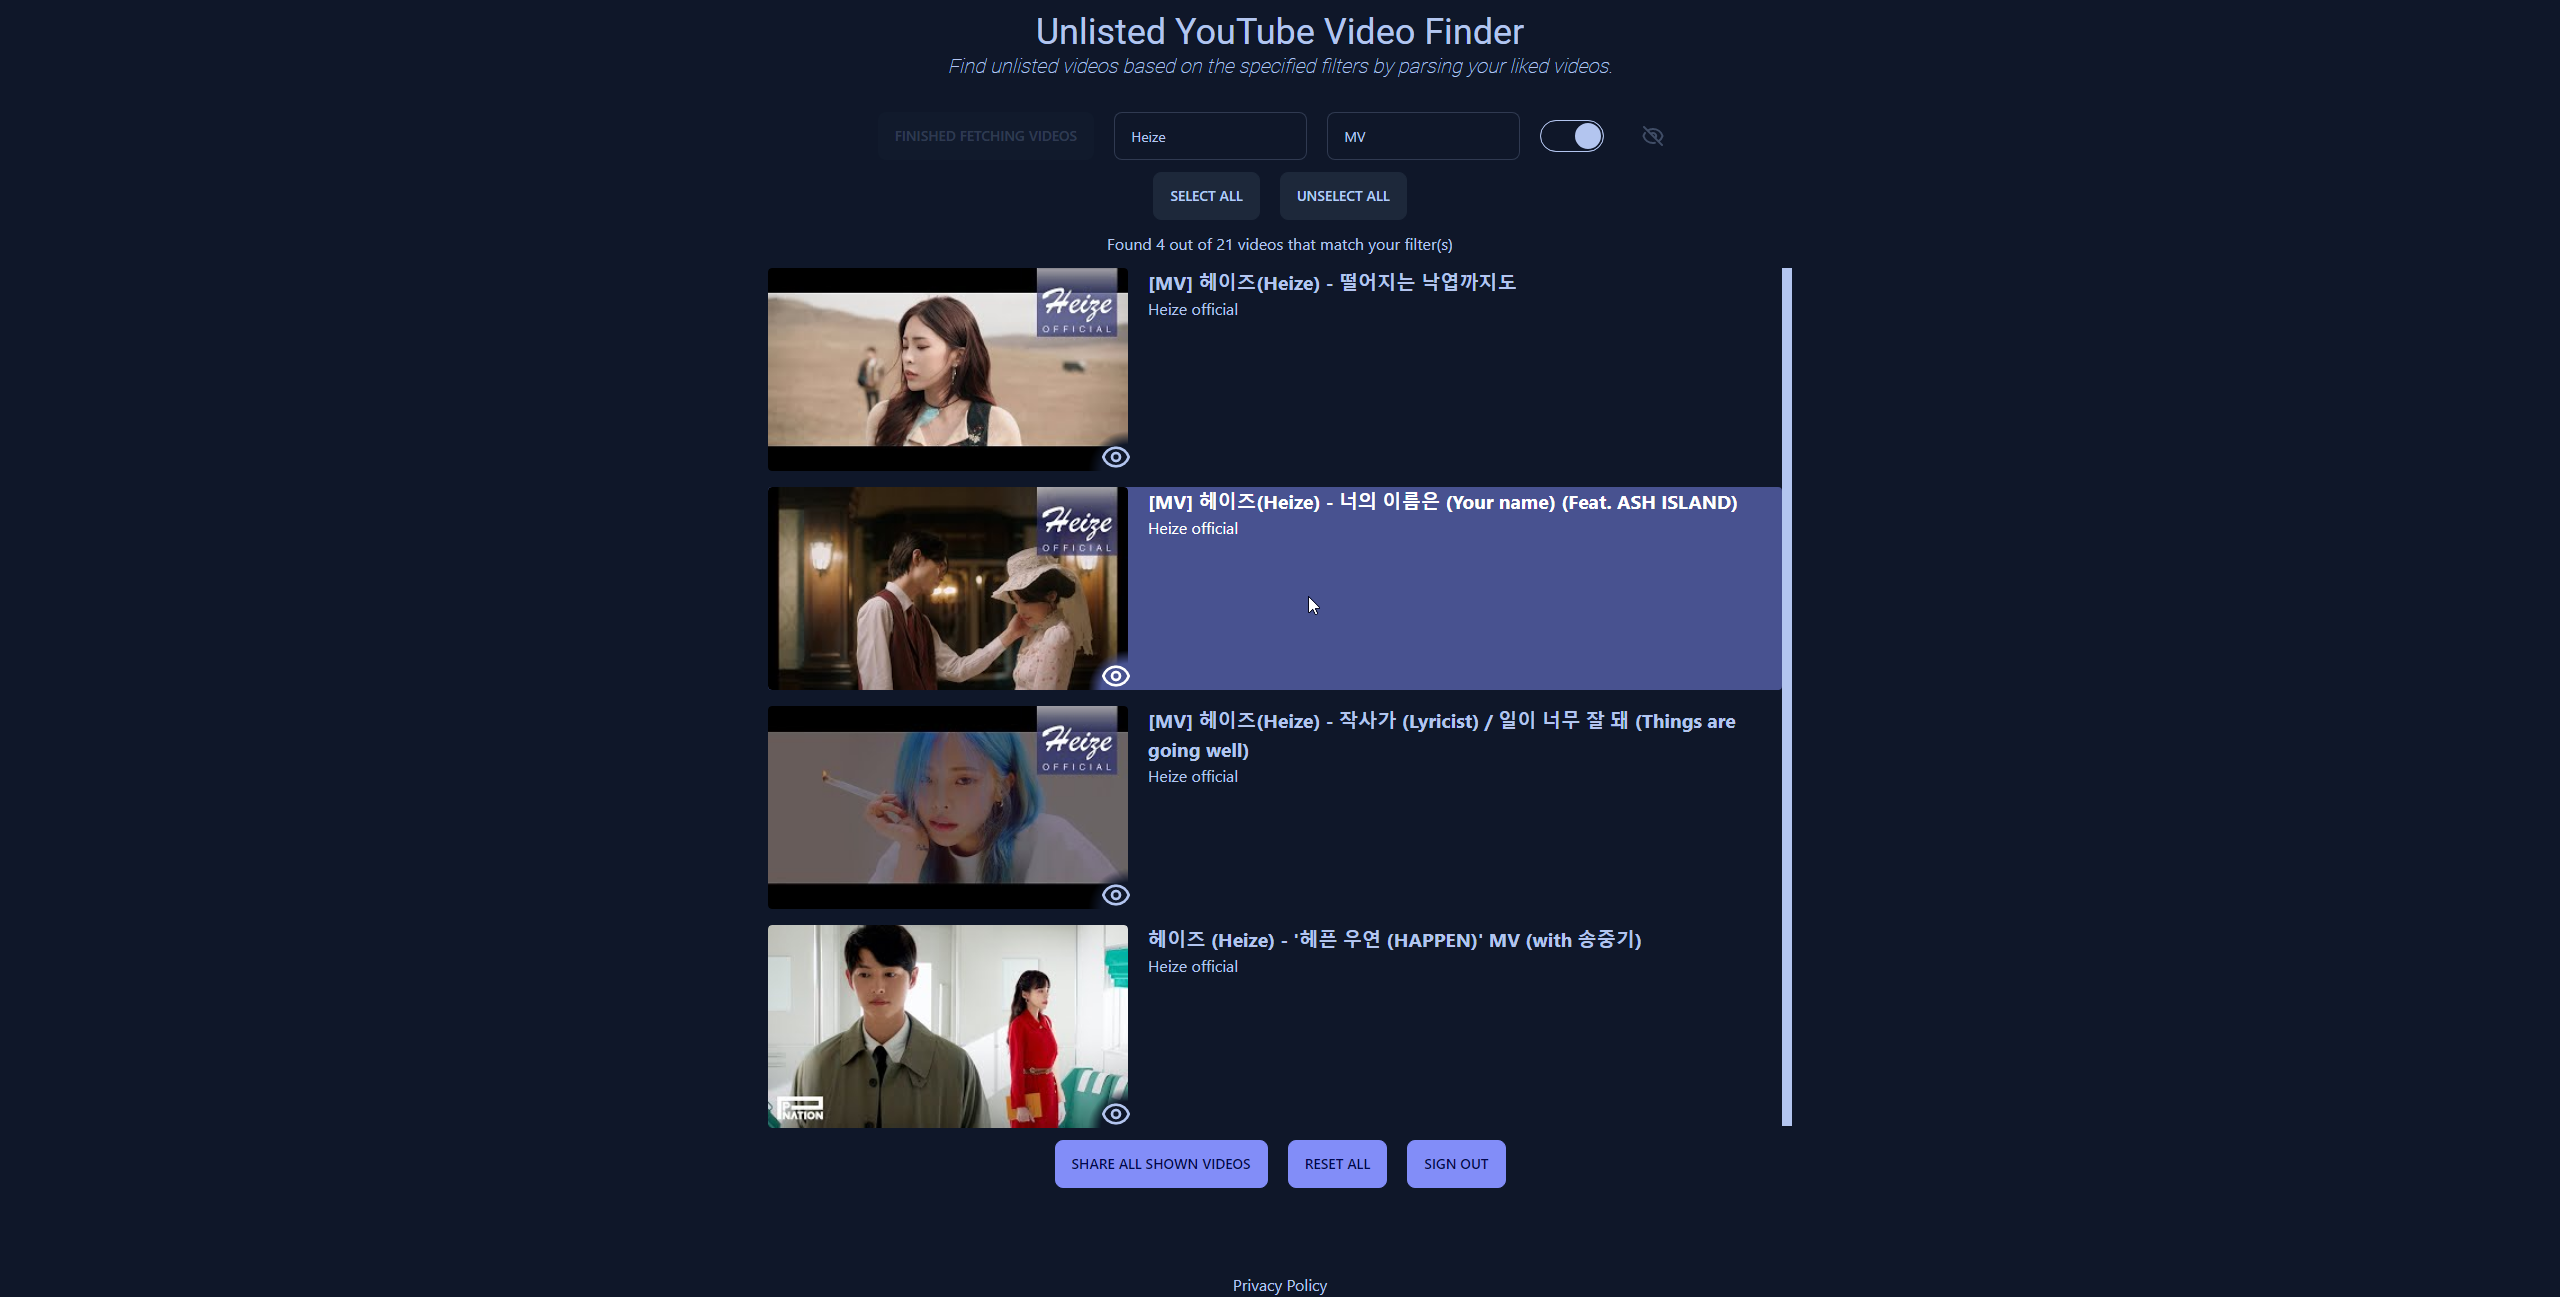 Unlisted YouTube Video Finder
Find unlisted videos based on the specified filters by parsing your liked videos.
FINISHED FETCHING VIDEOS
Heize
MV
SELECT ALL
UNSELECT ALL
Found 4 out of 21 videos that match your filter(s)
Heize
OFFICIAL
[MV] 헤이즈(Heize) - 떨어지는 낙엽까지도
Heize official
Heize
OFFICIAL
[MV] 헤이즈(Heize) - 너의 이름은 (Your name) (Feat. ASH ISLAND)
Heize official
Heize
OFFICIAL
[MV] 헤이즈(Heize) - 작사가 (Lyricist) / 일이 너무 잘 돼 (Things are
going well)
Heize official
헤이즈 (Heize) - '헤픈 우연 (HAPPEN)' MV (with 송중기)
Heize official
P NATION
SHARE ALL SHOWN VIDEOS
RESET ALL
SIGN OUT
Privacy Policy